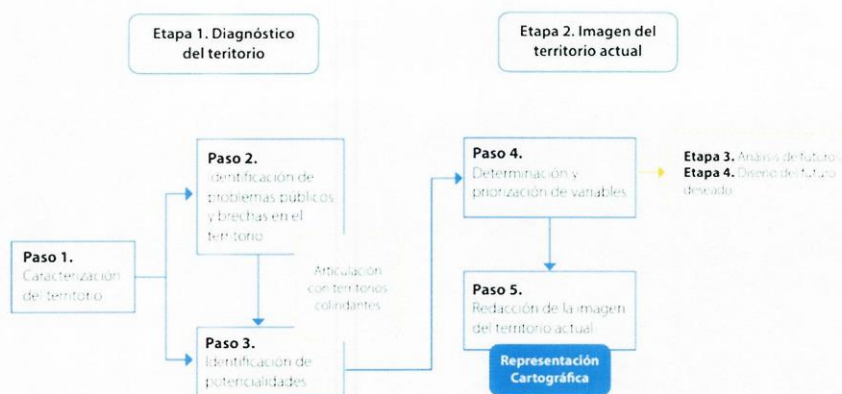 Etapa 1. Diagnóstico
del teritorio
Etapa 2. Imagen del
territorio actual
Paso 1.
Caracterización
del territorio
Paso 2.
Identificación de
problemas públicos
y brechas en el
territorio
Articulación
con territorios
colindantes
Paso 3.
Identificación de
potencialidades
Paso 4.
Determinación y
priorización de variables
Etapa 3. Análisis de futuros
Etapa 4. Diseño del futuro
deseado
Paso 5.
Redacción de la imagen
del territorio actual
Representación
Cartográfica